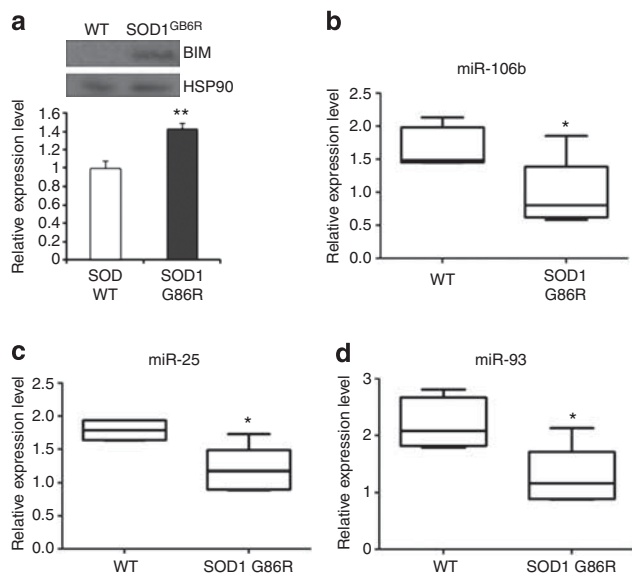 a
WT SOD1GB6R
BIM
HSP90
Relative expression level
1.6
1.4
1.2
1
0.8
0.6
0.4
0.2
0
**
SOD WT
SOD1 G86R
b
miR-106b
Relative expression level
2.5
2.0
1.5
1.0
0.5
0.0
*
WT
SOD1 G86R
c
miR-25
Relative expression level
2.0
1.5
1.0
0.5
0.0
*
WT
SOD1 G86R
d
miR-93
Relative expression level
3
2
1
0
*
WT
SOD1 G86R